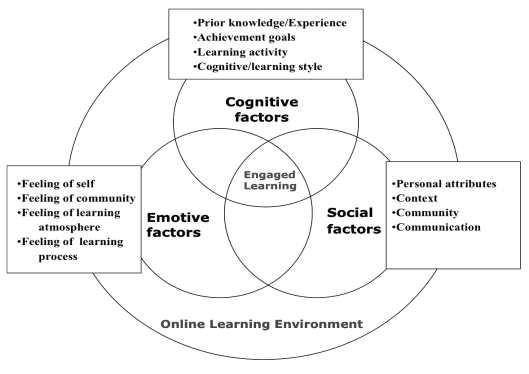 •Prior knowledge/Experience
•Achievement goals
•Learning activity
•Cognitive/learning style
Cognitive
factors
Engaged
Learning
•Feeling of self
•Feeling of community
•Feeling of learning
atmosphere
•Feeling of learning
process
Emotive
factors
Social
factors
•Personal attributes
•Context
•Community
•Communication
Online Learning Environment